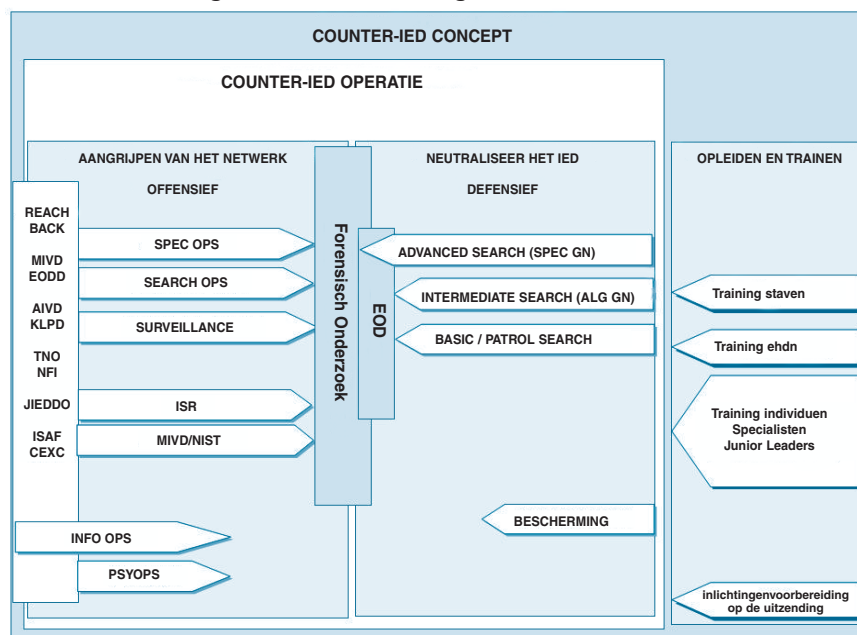 COUNTER-IED CONCEPT
COUNTER-IED OPERATIE
AANGRIJPEN VAN HET NETWERK
OFFENSIEF
REACH
BACK
MIVD
EODD
AIVD
KLPD
TNO
NFI
JIEDDO
ISAF
CEXC
SPEC OPS
SEARCH OPS
SURVEILLANCE
ISR
MIVD/NIST
INFO OPS
PSYOPS
Forensisch Onderzoek
EOD
NEUTRALISEER HET IED
DEFENSIEF
ADVANCED SEARCH (SPEC GN)
INTERMEDIATE SEARCH (ALG GN)
BASIC / PATROL SEARCH
BESCHERMING
OPLEIDEN EN TRAINEN
Training staven
Training ehdn
Training individuen
Specialisten
Junior Leaders
inlichtingenvoorbereiding
op de uitzending